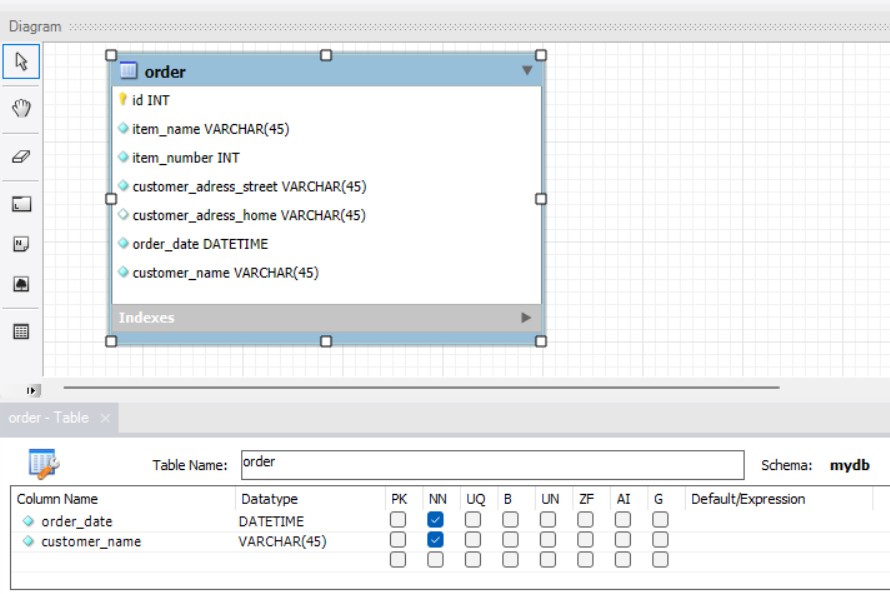 Diagram
order
id INT
item_name VARCHAR(45)
item_number INT
customer_adress_street VARCHAR(45)
customer_adress_home VARCHAR(45)
order_date DATETIME
customer_name VARCHAR(45)
Indexes
order - Table
Table Name: order Schema: mydb
Column Name Datatype PK NN UQ B UN ZF AI G Default/Expression
order_date DATETIME
customer_name VARCHAR(45)